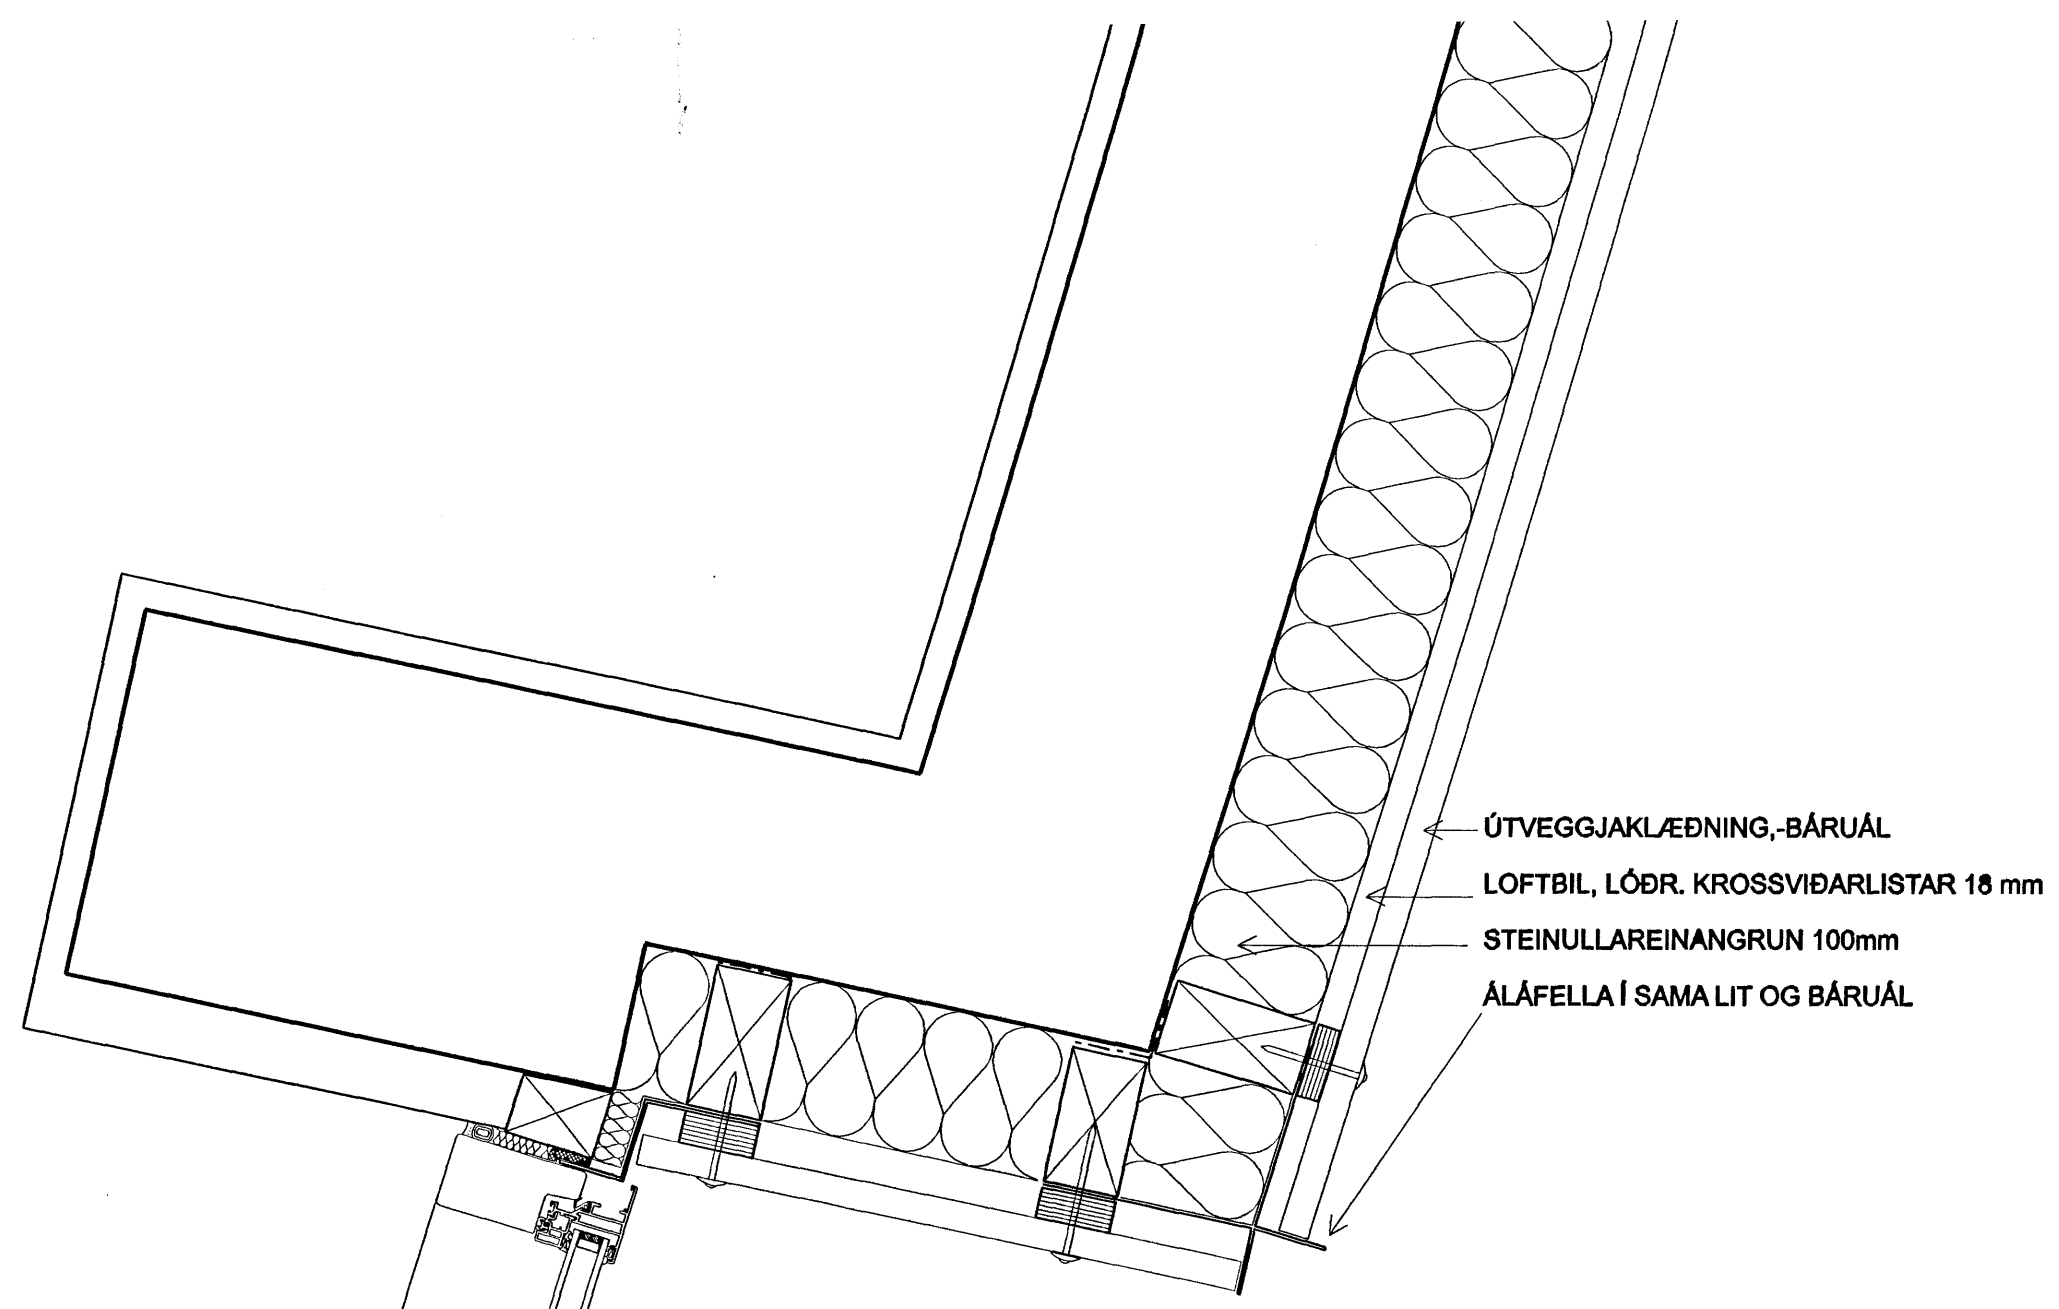 ÚTVEGGJAKLÆÐNING,-BÁRUÁL
LOFTBIL, LÓÐR. KROSSVIÐARLISTAR 18 mm
STEINULLAREINANGRUN 100mm
ÁLÁFELLA Í SAMA LIT OG BÁRUÁL